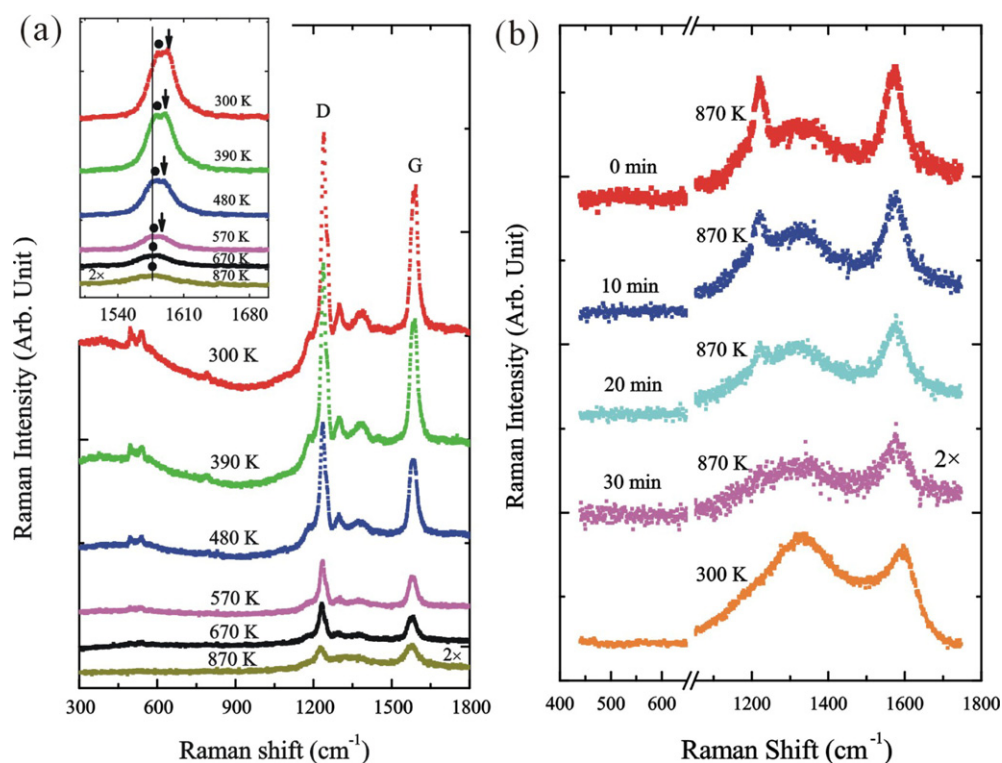 (a)
300 K
390 K
480 K
570 K
670 K
2× 870 K
1540 1610 1680
D
G
300 K
390 K
480 K
570 K
670 K
870 K
2×
300 600 900 1200 1500 1800
Raman shift (cm-1)
Raman Intensity (Arb. Unit)
(b)
870 K
0 min
870 K
10 min
870 K
20 min
870 K
2×
30 min
300 K
400 500 600 1200 1400 1600 1800
Raman Shift (cm-1)
Raman Intensity (Arb. Unit)